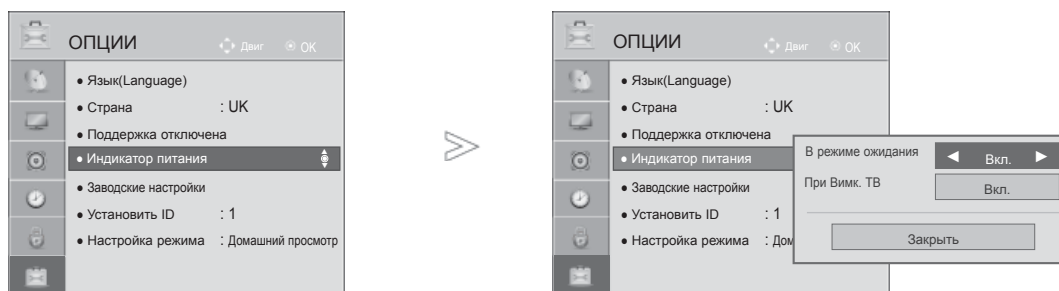 ОПЦИИ Двиг ОК
• Язык(Language)
• Страна : UK
• Поддержка отключена
• Индикатор питания
• Заводские настройки
• Установить ID : 1
• Настройка режима : Домашний просмотр
ОПЦИИ Двиг ОК
• Язык(Language)
• Страна : UK
• Поддержка отключена
• Индикатор питания
• Заводские настройки
• Установить ID : 1
• Настройка режима : Дом
В режиме ожидания ◄ Вкл. ►
При Вимк. ТВ Вкл.
Закрыть